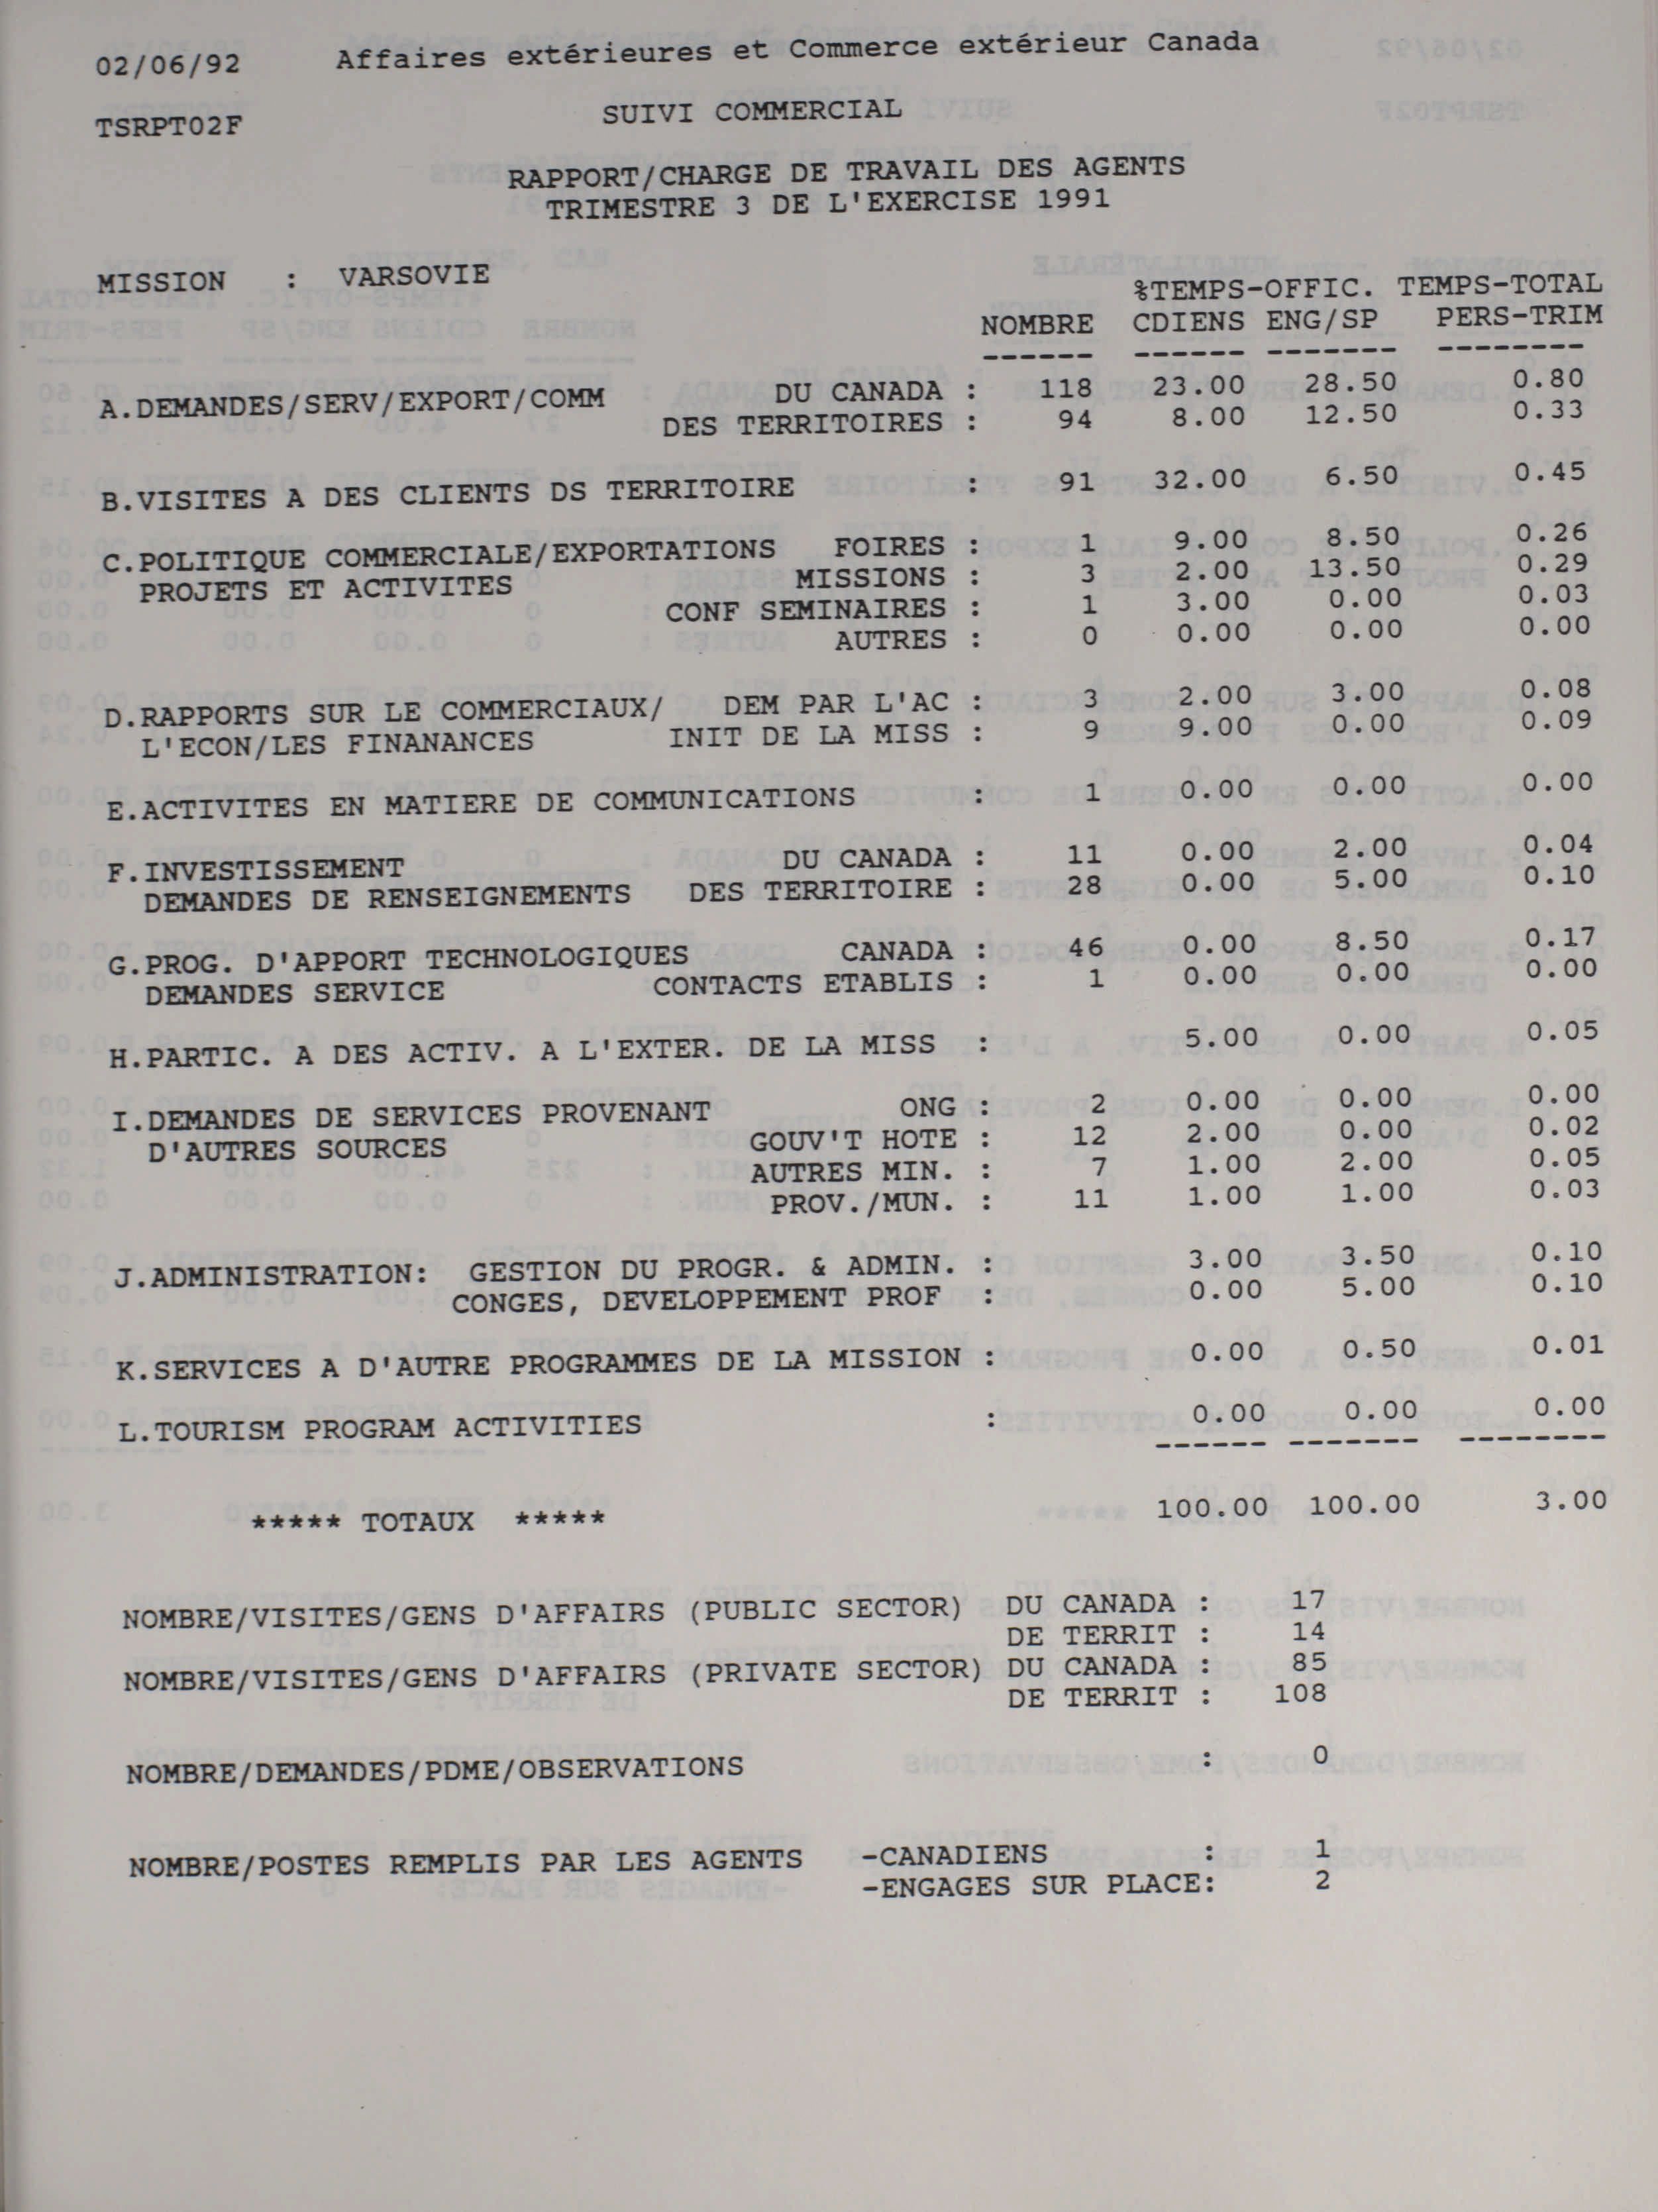 02/06/92 Affaires extérieures et Commerce extérieur Canada
TSRPT02F SUIVI COMMERCIAL
RAPPORT/CHARGE DE TRAVAIL DES AGENTS
TRIMESTRE 3 DE L'EXERCISE 1991
MISSION : VARSOVIE
%TEMPS-OFFIC. TEMPS-TOTAL
NOMBRE CDIENS ENG/SP PERS-TRIM
------ ------ ------- --------
A.DEMANDES/SERV/EXPORT/COMM DU CANADA : 118 23.00 28.50 0.80
DES TERRITOIRES : 94 8.00 12.50 0.33
B.VISITES A DES CLIENTS DS TERRITOIRE : 91 32.00 6.50 0.45
C.POLITIQUE COMMERCIALE/EXPORTATIONS FOIRES : 1 9.00 8.50 0.26
PROJETS ET ACTIVITES MISSIONS : 3 2.00 13.50 0.29
CONF SEMINAIRES : 1 3.00 0.00 0.03
AUTRES : 0 0.00 0.00 0.00
D.RAPPORTS SUR LE COMMERCIAUX/ DEM PAR L'AC : 3 2.00 3.00 0.08
L'ECON/LES FINANANCES INIT DE LA MISS : 9 9.00 0.00 0.09
E.ACTIVITES EN MATIERE DE COMMUNICATIONS : 1 0.00 0.00 0.00
F.INVESTISSEMENT DU CANADA : 11 0.00 2.00 0.04
DEMANDES DE RENSEIGNEMENTS DES TERRITOIRE : 28 0.00 5.00 0.10
G.PROG. D'APPORT TECHNOLOGIQUES CANADA : 46 0.00 8.50 0.17
DEMANDES SERVICE CONTACTS ETABLIS : 1 0.00 0.00 0.00
H.PARTIC. A DES ACTIV. A L'EXTER. DE LA MISS : 5.00 0.00 0.05
I.DEMANDES DE SERVICES PROVENANT ONG : 2 0.00 0.00 0.00
D'AUTRES SOURCES GOUV'T HOTE : 12 2.00 0.00 0.02
AUTRES MIN. : 7 1.00 2.00 0.05
PROV./MUN. : 11 1.00 1.00 0.03
J.ADMINISTRATION: GESTION DU PROGR. & ADMIN. : 3.00 3.50 0.10
CONGES, DEVELOPPEMENT PROF : 0.00 5.00 0.10
K.SERVICES A D'AUTRE PROGRAMMES DE LA MISSION : 0.00 0.50 0.01
L.TOURISM PROGRAM ACTIVITIES : 0.00 0.00 0.00
------ ------- --------
***** TOTAUX ***** 100.00 100.00 3.00
NOMBRE/VISITES/GENS D'AFFAIRS (PUBLIC SECTOR) DU CANADA : 17
DE TERRIT : 14
NOMBRE/VISITES/GENS D'AFFAIRS (PRIVATE SECTOR) DU CANADA : 85
DE TERRIT : 108
NOMBRE/DEMANDES/PDME/OBSERVATIONS : 0
NOMBRE/POSTES REMPLIS PAR LES AGENTS -CANADIENS : 1
-ENGAGES SUR PLACE: 2